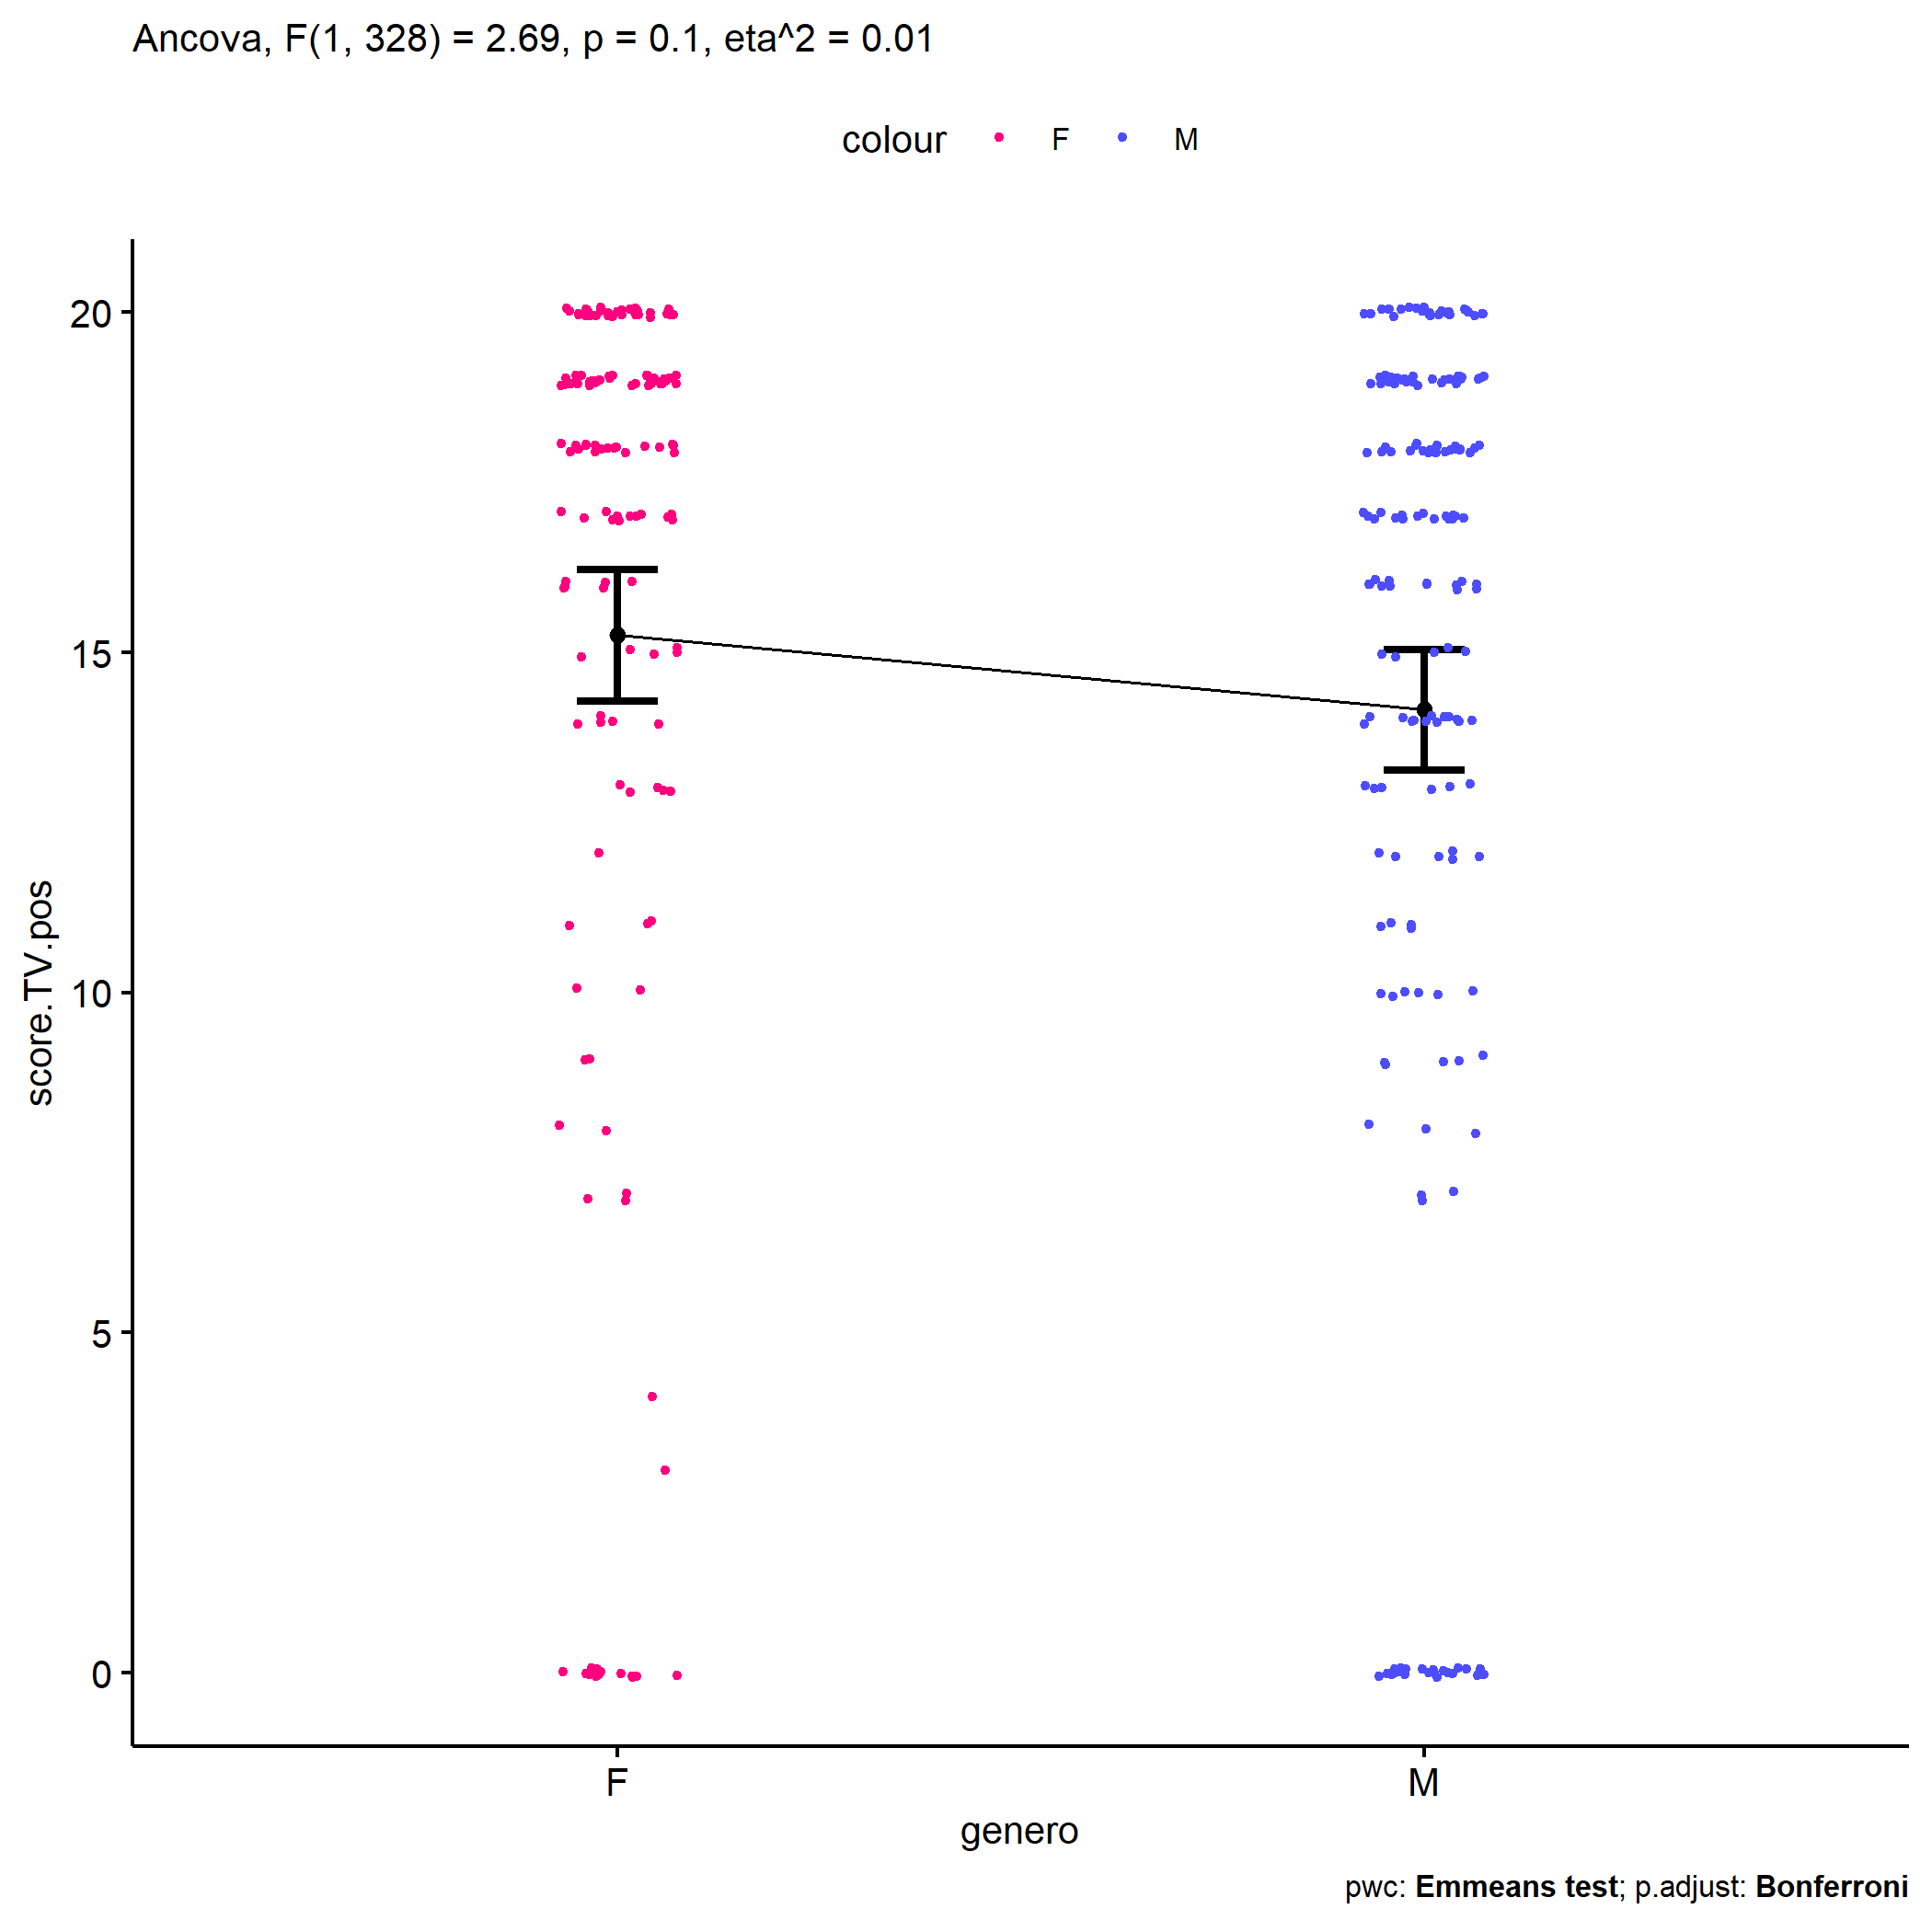 Ancova, F(1, 328) = 2.69, p = 0.1, eta^2 = 0.01
colour F M
20
15
10
5
0
score.TV.pos
F M
genero
pwc: Emmeans test; p.adjust: Bonferroni